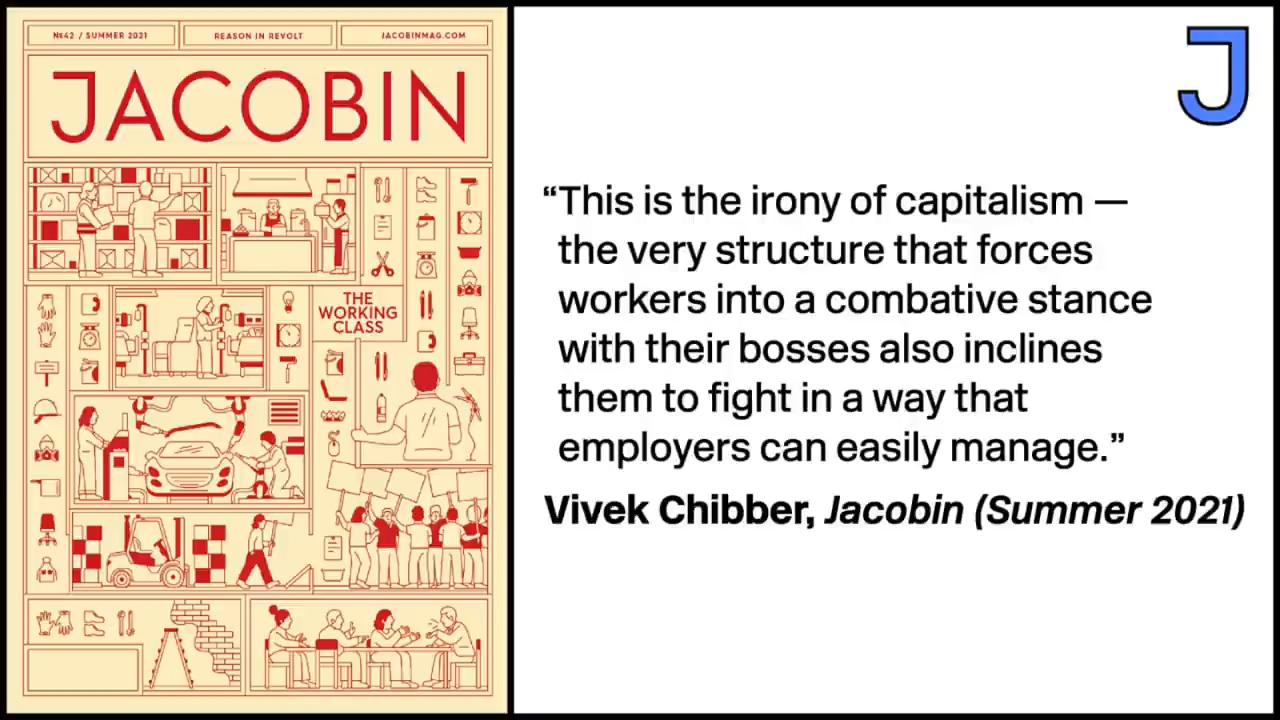 №42 / SUMMER 2021
REASON IN REVOLT
JACOBINMAG.COM
JACOBIN
THE
WORKING
CLASS
J
“This is the irony of capitalism —
the very structure that forces
workers into a combative stance
with their bosses also inclines
them to fight in a way that
employers can easily manage.”
Vivek Chibber, Jacobin (Summer 2021)